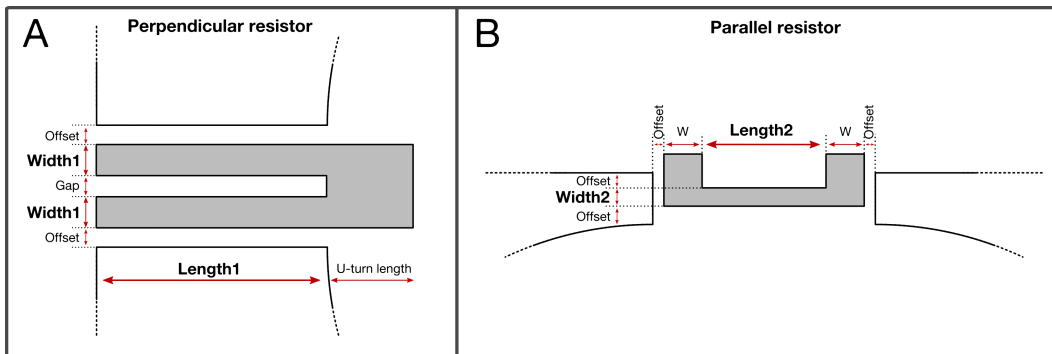 A
Perpendicular resistor
Offset
Width1
Gap
Width1
Offset
Length1
U-turn length
B
Parallel resistor
Offset
W
Length2
W
Offset
Offset
Width2
Offset